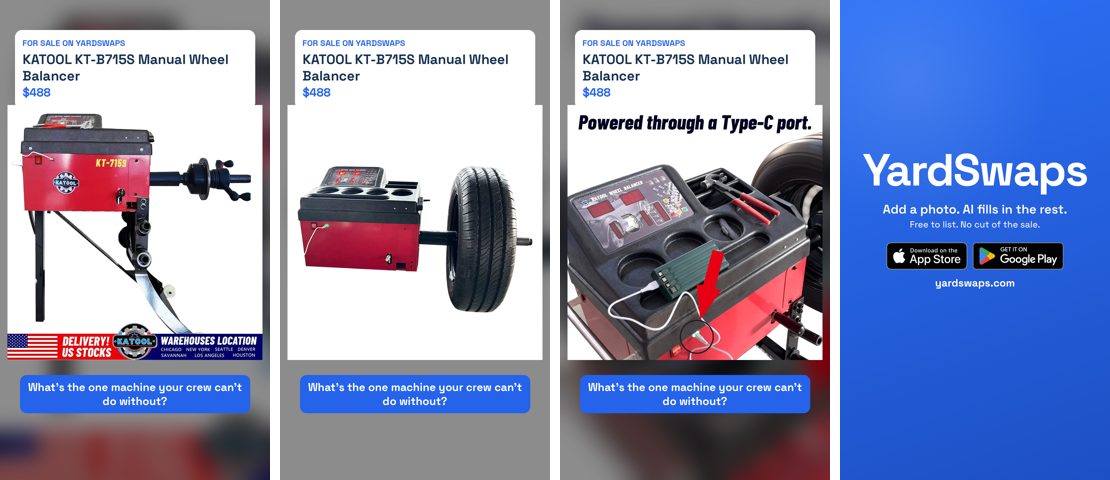 FOR SALE ON YARDSWAPS
KATOOL KT-B715S Manual Wheel
Balancer
$488
KT-715S
KATOOL
DELIVERY!
US STOCKS
KATOOL
WAREHOUSES LOCATION
CHICAGO NEW YORK SEATTLE DENVER
SAVANNAH LOS ANGELES HOUSTON
What's the one machine your crew can't
do without?
FOR SALE ON YARDSWAPS
KATOOL KT-B715S Manual Wheel
Balancer
$488
What's the one machine your crew can't
do without?
FOR SALE ON YARDSWAPS
KATOOL KT-B715S Manual Wheel
Balancer
$488
Powered through a Type-C port.
KATOOL WHEEL BALANCER
What's the one machine your crew can't
do without?
YardSwaps
Add a photo. AI fills in the rest.
Free to list. No cut of the sale.
Download on the
App Store
GET IT ON
Google Play
yardswaps.com